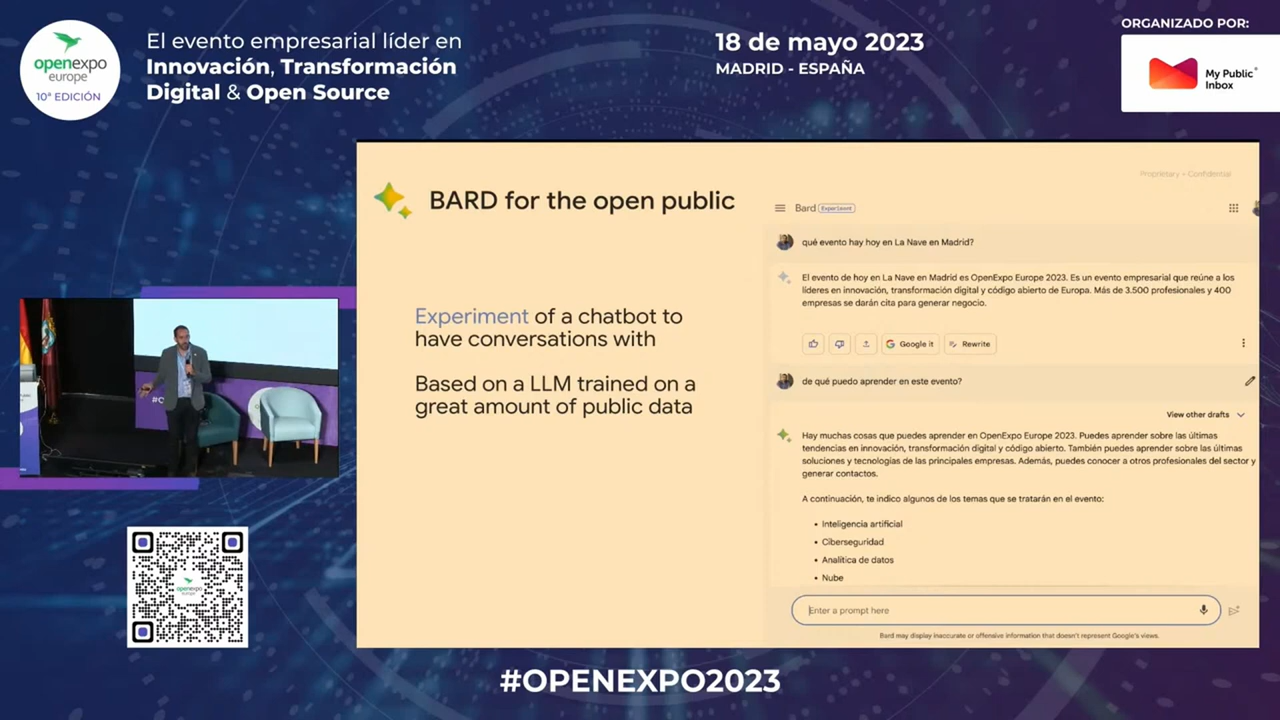 openexpo
europe
10ª EDICIÓN
El evento empresarial líder en
Innovación, Transformación
Digital & Open Source
18 de mayo 2023
MADRID - ESPAÑA
ORGANIZADO POR:
My Public
Inbox
Proprietary + Confidential
BARD for the open public
Experiment of a chatbot to
have conversations with
Based on a LLM trained on a
great amount of public data
Bard Experiment
qué evento hay hoy en La Nave en Madrid?
El evento de hoy en La Nave en Madrid es OpenExpo Europe 2023. Es un evento empresarial que reúne a los
líderes en innovación, transformación digital y código abierto de Europa. Más de 3.500 profesionales y 400
empresas se darán cita para generar negocio.
Google it
Rewrite
de qué puedo aprender en este evento?
View other drafts
Hay muchas cosas que puedes aprender en OpenExpo Europe 2023. Puedes aprender sobre las últimas
tendencias en innovación, transformación digital y código abierto. También puedes aprender sobre las últimas
soluciones y tecnologías de las principales empresas. Además, puedes conocer a otros profesionales del sector y
generar contactos.
A continuación, te indico algunos de los temas que se tratarán en el evento:
• Inteligencia artificial
• Ciberseguridad
• Analítica de datos
• Nube
Enter a prompt here
Bard may display inaccurate or offensive information that doesn't represent Google's views.
openexpo
europe
#OPENEXPO2023